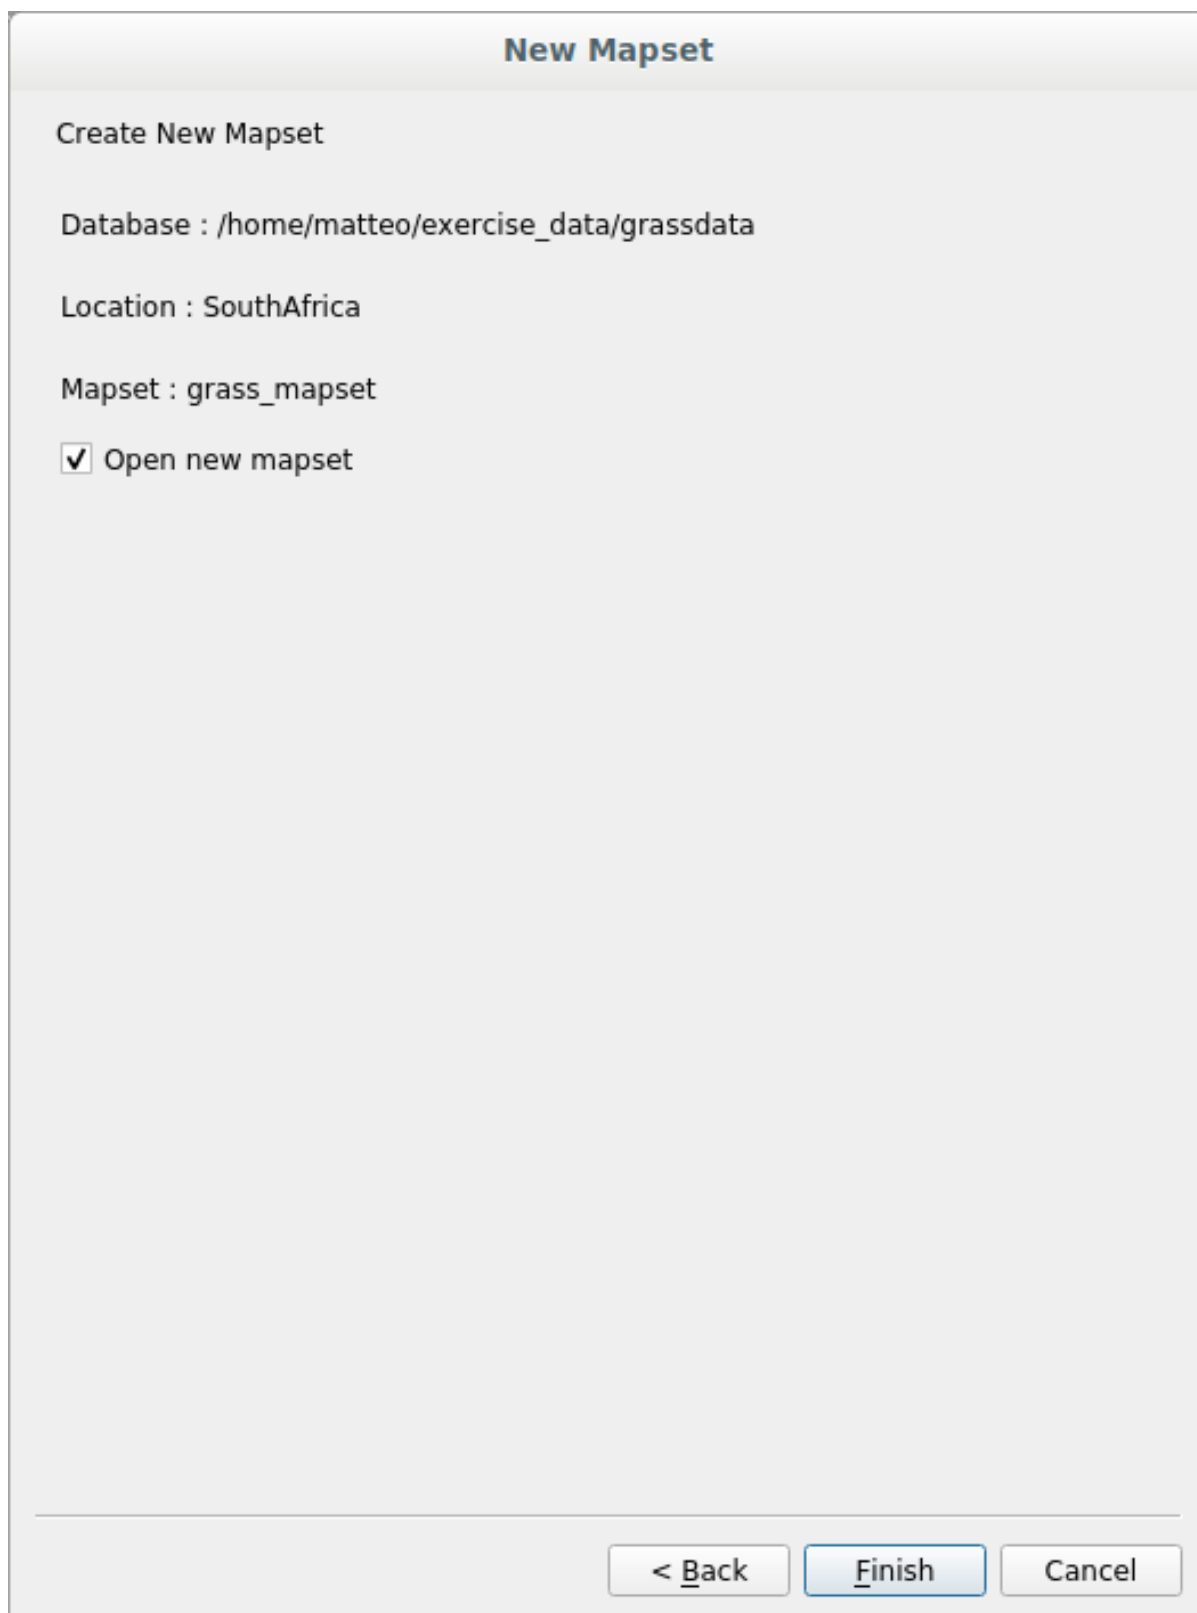 New Mapset
Create New Mapset
Database : /home/matteo/exercise_data/grassdata
Location : SouthAfrica
Mapset : grass_mapset
Open new mapset
< Back
Finish
Cancel